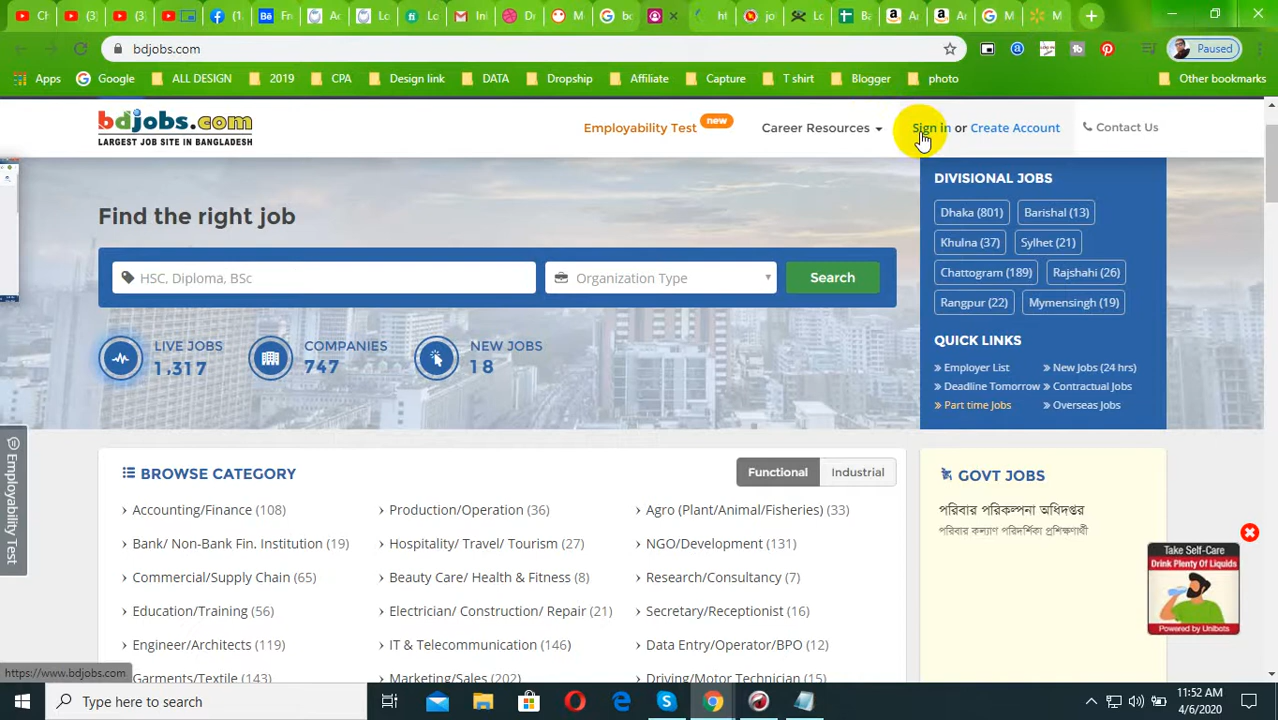 bdjobs.com
Paused
Apps
Google
ALL DESIGN
2019
CPA
Design link
DATA
Dropship
Affiliate
Capture
T shirt
Blogger
photo
Other bookmarks
bdjobs.com
LARGEST JOB SITE IN BANGLADESH
Employability Test new
Career Resources
Sign in or Create Account
Contact Us
Find the right job
HSC, Diploma, BSc
Organization Type
Search
LIVE JOBS
1,317
COMPANIES
747
NEW JOBS
18
DIVISIONAL JOBS
Dhaka (801) Barishal (13)
Khulna (37) Sylhet (21)
Chattogram (189) Rajshahi (26)
Rangpur (22) Mymensingh (19)
QUICK LINKS
» Employer List » New Jobs (24 hrs)
» Deadline Tomorrow » Contractual Jobs
» Part time Jobs » Overseas Jobs
Employability Test
BROWSE CATEGORY
Functional Industrial
› Accounting/Finance (108) › Production/Operation (36) › Agro (Plant/Animal/Fisheries) (33)
› Bank/ Non-Bank Fin. Institution (19) › Hospitality/ Travel/ Tourism (27) › NGO/Development (131)
› Commercial/Supply Chain (65) › Beauty Care/ Health & Fitness (8) › Research/Consultancy (7)
› Education/Training (56) › Electrician/ Construction/ Repair (21) › Secretary/Receptionist (16)
› Engineer/Architects (119) › IT & Telecommunication (146) › Data Entry/Operator/BPO (12)
› Garments/Textile (143) › Marketing/Sales (202) › Driving/Motor Technician (15)
GOVT JOBS
পরিবার পরিকল্পনা অধিদপ্তর
পরিবার কল্যাণ পরিদর্শিকা প্রশিক্ষণার্থী
Take Self-Care
Drink Plenty Of Liquids
Powered by Unibots
https://www.bdjobs.com
Type here to search
11:52 AM
4/6/2020